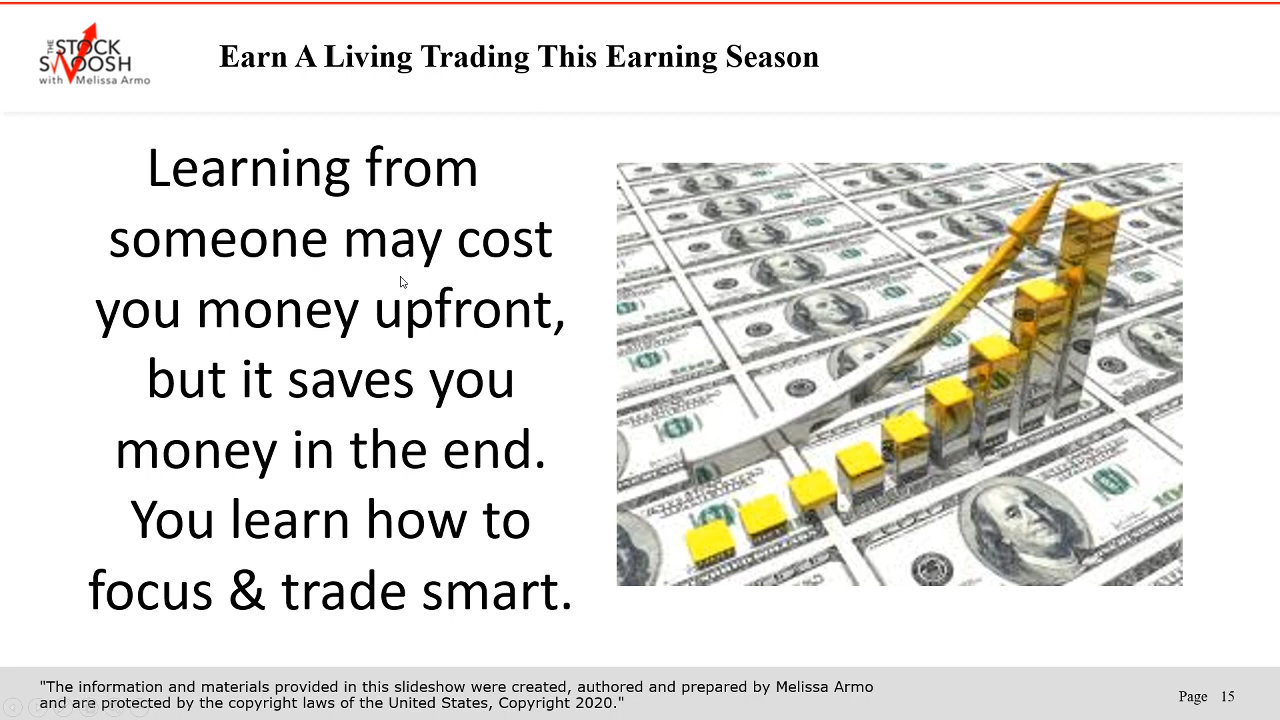 THE STOCK
SWOOSH
with Melissa Armo
Earn A Living Trading This Earning Season
Learning from
someone may cost
you money upfront,
but it saves you
money in the end.
You learn how to
focus & trade smart.
"The information and materials provided in this slideshow were created, authored and prepared by Melissa Armo
and are protected by the copyright laws of the United States, Copyright 2020."
Page 15